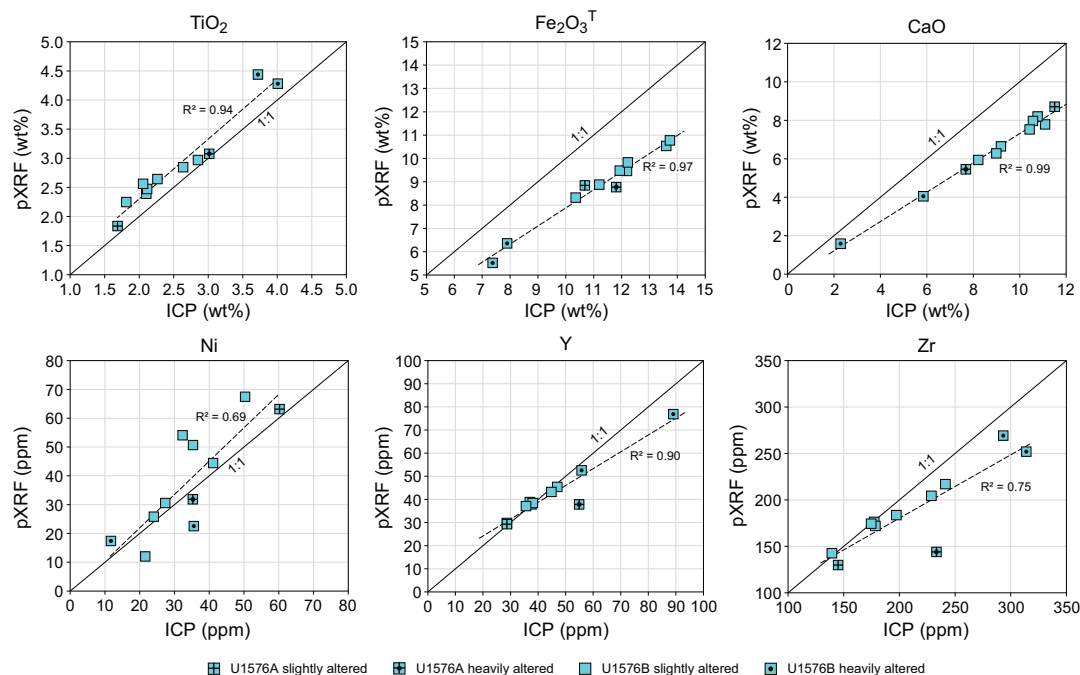 TiO2
pXRF (wt%)
5.0
4.5
4.0
3.5
3.0
2.5
2.0
1.5
1.0
R² = 0.94
1:1
1.0 1.5 2.0 2.5 3.0 3.5 4.0 4.5 5.0
ICP (wt%)
Fe2O3T
pXRF (wt%)
15
14
13
12
11
10
9
8
7
6
5
1:1
R² = 0.97
5 6 7 8 9 10 11 12 13 14 15
ICP (wt%)
CaO
pXRF (wt%)
12
10
8
6
4
2
0
1:1
R² = 0.99
0 2 4 6 8 10 12
ICP (wt%)
Ni
pXRF (ppm)
80
70
60
50
40
30
20
10
0
R² = 0.69
1:1
0 10 20 30 40 50 60 70 80
ICP (ppm)
Y
pXRF (ppm)
100
90
80
70
60
50
40
30
20
10
0
1:1
R² = 0.90
0 10 20 30 40 50 60 70 80 90 100
ICP (ppm)
Zr
pXRF (ppm)
350
300
250
200
150
100
1:1
R² = 0.75
100 150 200 250 300 350
ICP (ppm)
U1576A slightly altered U1576A heavily altered U1576B slightly altered U1576B heavily altered